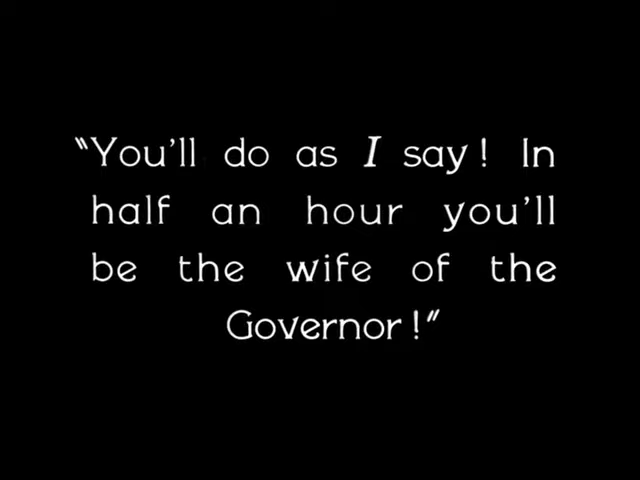 "You'll do as I say! In
half an hour you'll
be the wife of the
Governor!"